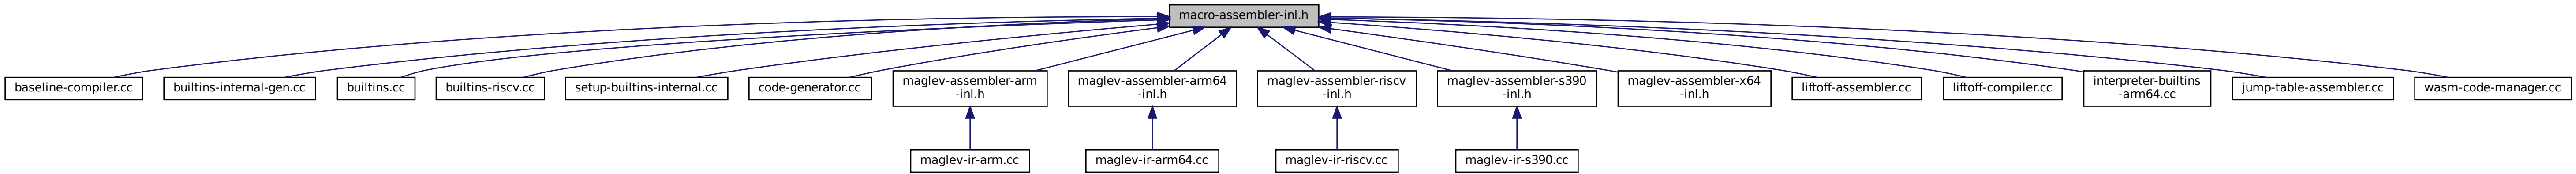 macro-assembler-inl.h
baseline-compiler.cc
builtins-internal-gen.cc
builtins.cc
builtins-riscv.cc
setup-builtins-internal.cc
code-generator.cc
maglev-assembler-arm
-inl.h
maglev-assembler-arm64
-inl.h
maglev-assembler-riscv
-inl.h
maglev-assembler-s390
-inl.h
maglev-assembler-x64
-inl.h
liftoff-assembler.cc
liftoff-compiler.cc
interpreter-builtins
-arm64.cc
jump-table-assembler.cc
wasm-code-manager.cc
maglev-ir-arm.cc
maglev-ir-arm64.cc
maglev-ir-riscv.cc
maglev-ir-s390.cc